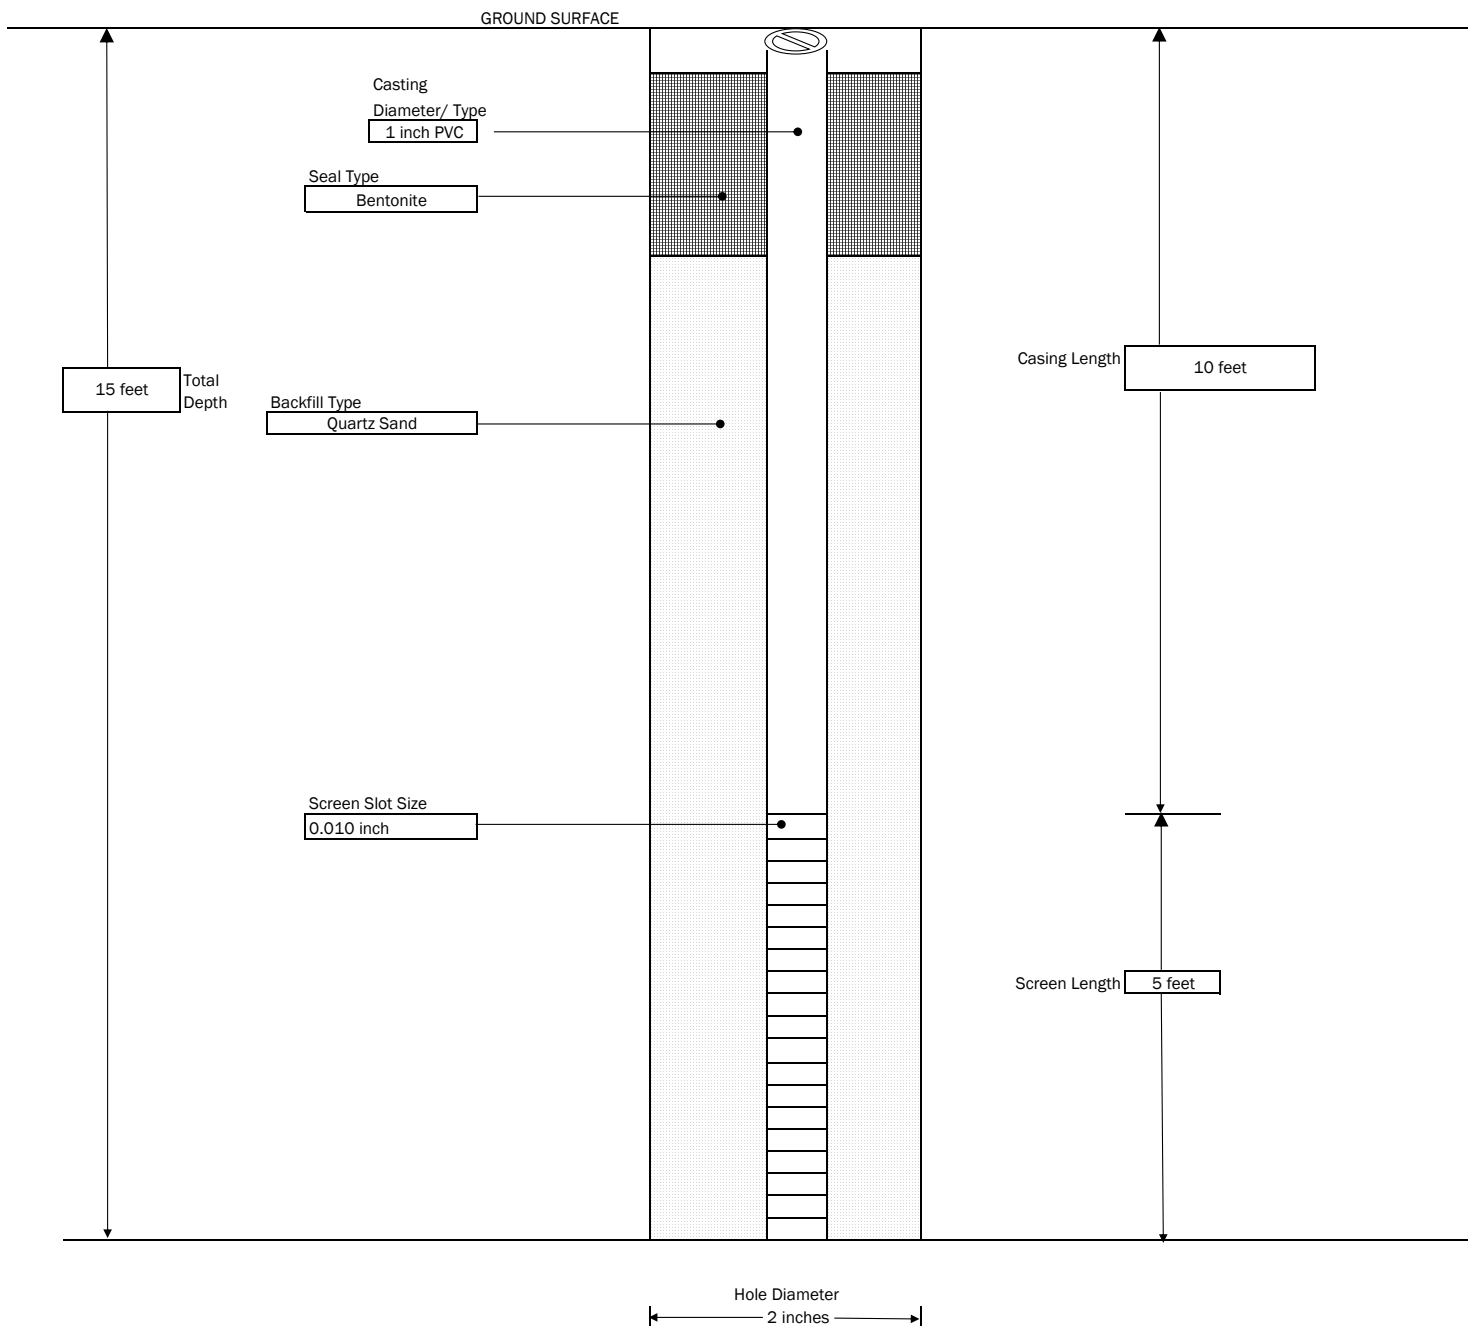 GROUND SURFACE
Casting
Diameter/ Type
1 inch PVC
Seal Type
Bentonite
Casing Length
10 feet
15 feet
Total
Depth
Backfill Type
Quartz Sand
Screen Slot Size
0.010 inch
Screen Length
5 feet
Hole Diameter
2 inches